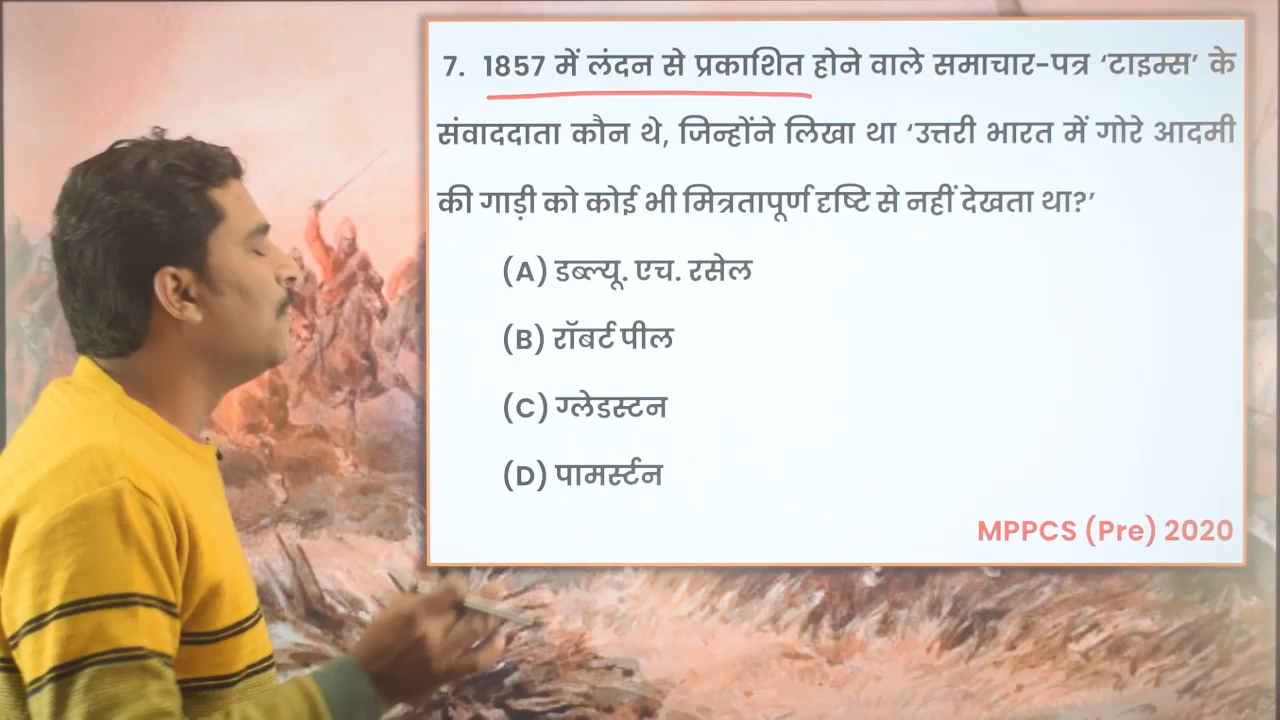 7. 1857 में लंदन से प्रकाशित होने वाले समाचार-पत्र ‘टाइम्स’ के
संवाददाता कौन थे, जिन्होंने लिखा था ‘उत्तरी भारत में गोरे आदमी
की गाड़ी को कोई भी मित्रतापूर्ण दृष्टि से नहीं देखता था?’
(A) डब्ल्यू. एच. रसेल
(B) रॉबर्ट पील
(C) ग्लेडस्टन
(D) पामर्स्टन
MPPCS (Pre) 2020